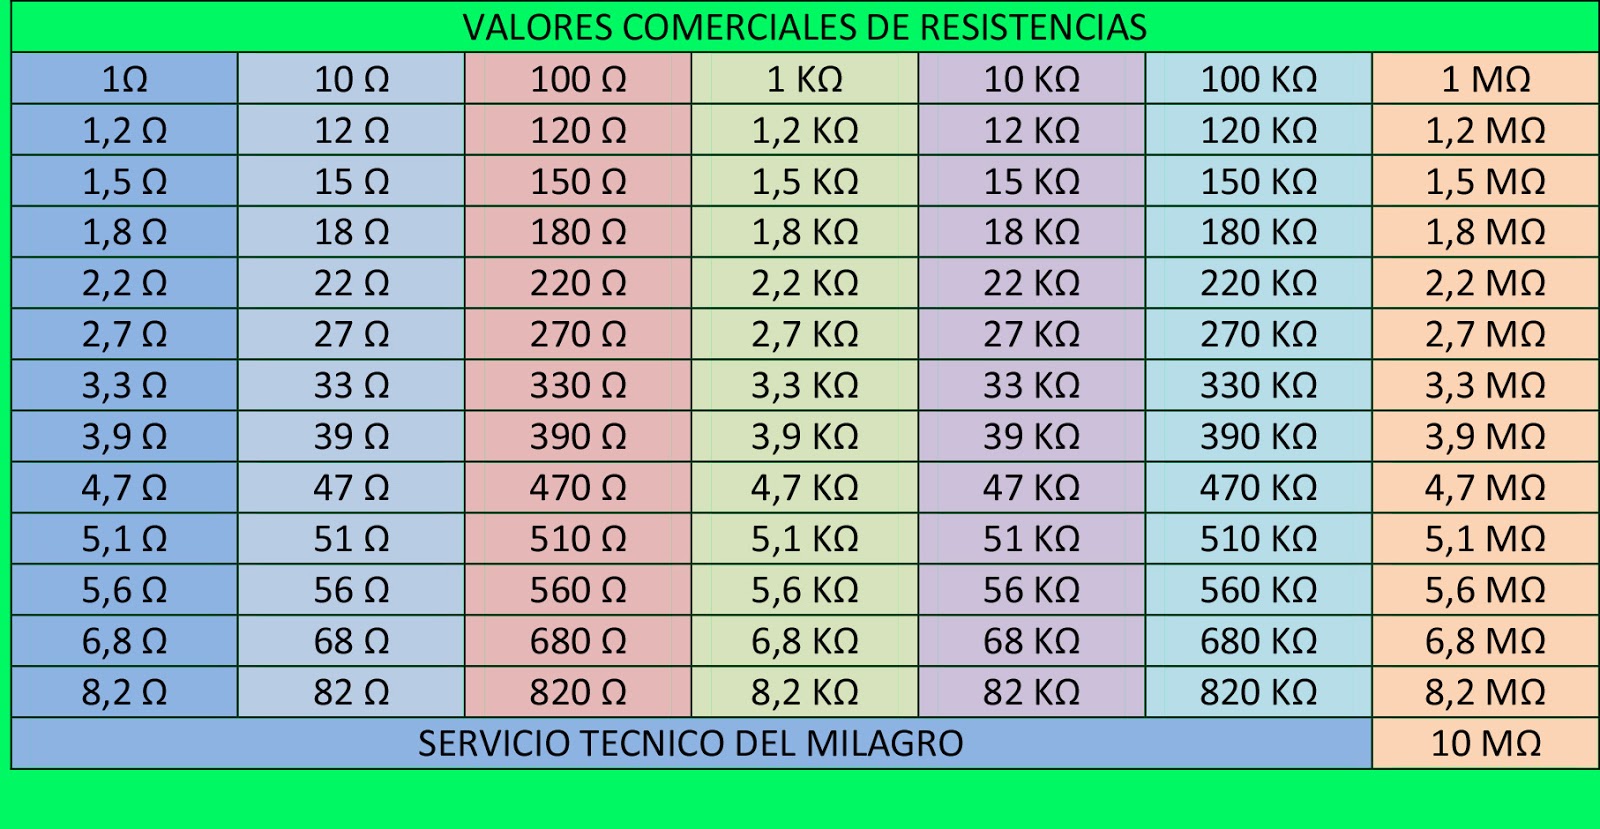 VALORES COMERCIALES DE RESISTENCIAS
1Ω 10 Ω 100 Ω 1 KΩ 10 KΩ 100 KΩ 1 MΩ
1,2 Ω 12 Ω 120 Ω 1,2 KΩ 12 KΩ 120 KΩ 1,2 MΩ
1,5 Ω 15 Ω 150 Ω 1,5 KΩ 15 KΩ 150 KΩ 1,5 MΩ
1,8 Ω 18 Ω 180 Ω 1,8 KΩ 18 KΩ 180 KΩ 1,8 MΩ
2,2 Ω 22 Ω 220 Ω 2,2 KΩ 22 KΩ 220 KΩ 2,2 MΩ
2,7 Ω 27 Ω 270 Ω 2,7 KΩ 27 KΩ 270 KΩ 2,7 MΩ
3,3 Ω 33 Ω 330 Ω 3,3 KΩ 33 KΩ 330 KΩ 3,3 MΩ
3,9 Ω 39 Ω 390 Ω 3,9 KΩ 39 KΩ 390 KΩ 3,9 MΩ
4,7 Ω 47 Ω 470 Ω 4,7 KΩ 47 KΩ 470 KΩ 4,7 MΩ
5,1 Ω 51 Ω 510 Ω 5,1 KΩ 51 KΩ 510 KΩ 5,1 MΩ
5,6 Ω 56 Ω 560 Ω 5,6 KΩ 56 KΩ 560 KΩ 5,6 MΩ
6,8 Ω 68 Ω 680 Ω 6,8 KΩ 68 KΩ 680 KΩ 6,8 MΩ
8,2 Ω 82 Ω 820 Ω 8,2 KΩ 82 KΩ 820 KΩ 8,2 MΩ
SERVICIO TECNICO DEL MILAGRO 10 MΩ